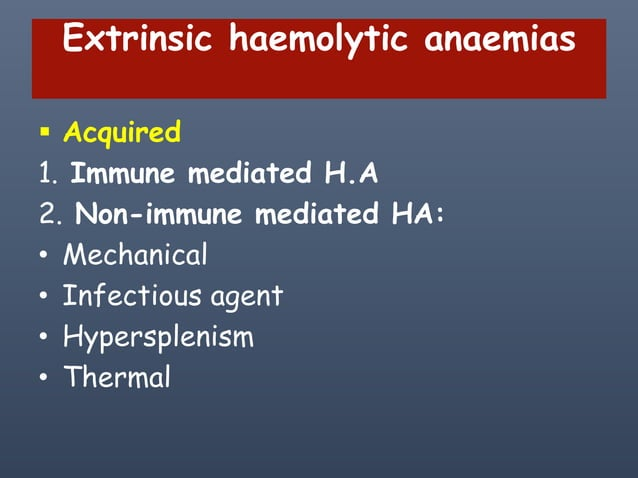 Extrinsic haemolytic anaemias
▪ Acquired
1. Immune mediated H.A
2. Non-immune mediated HA:
• Mechanical
• Infectious agent
• Hypersplenism
• Thermal